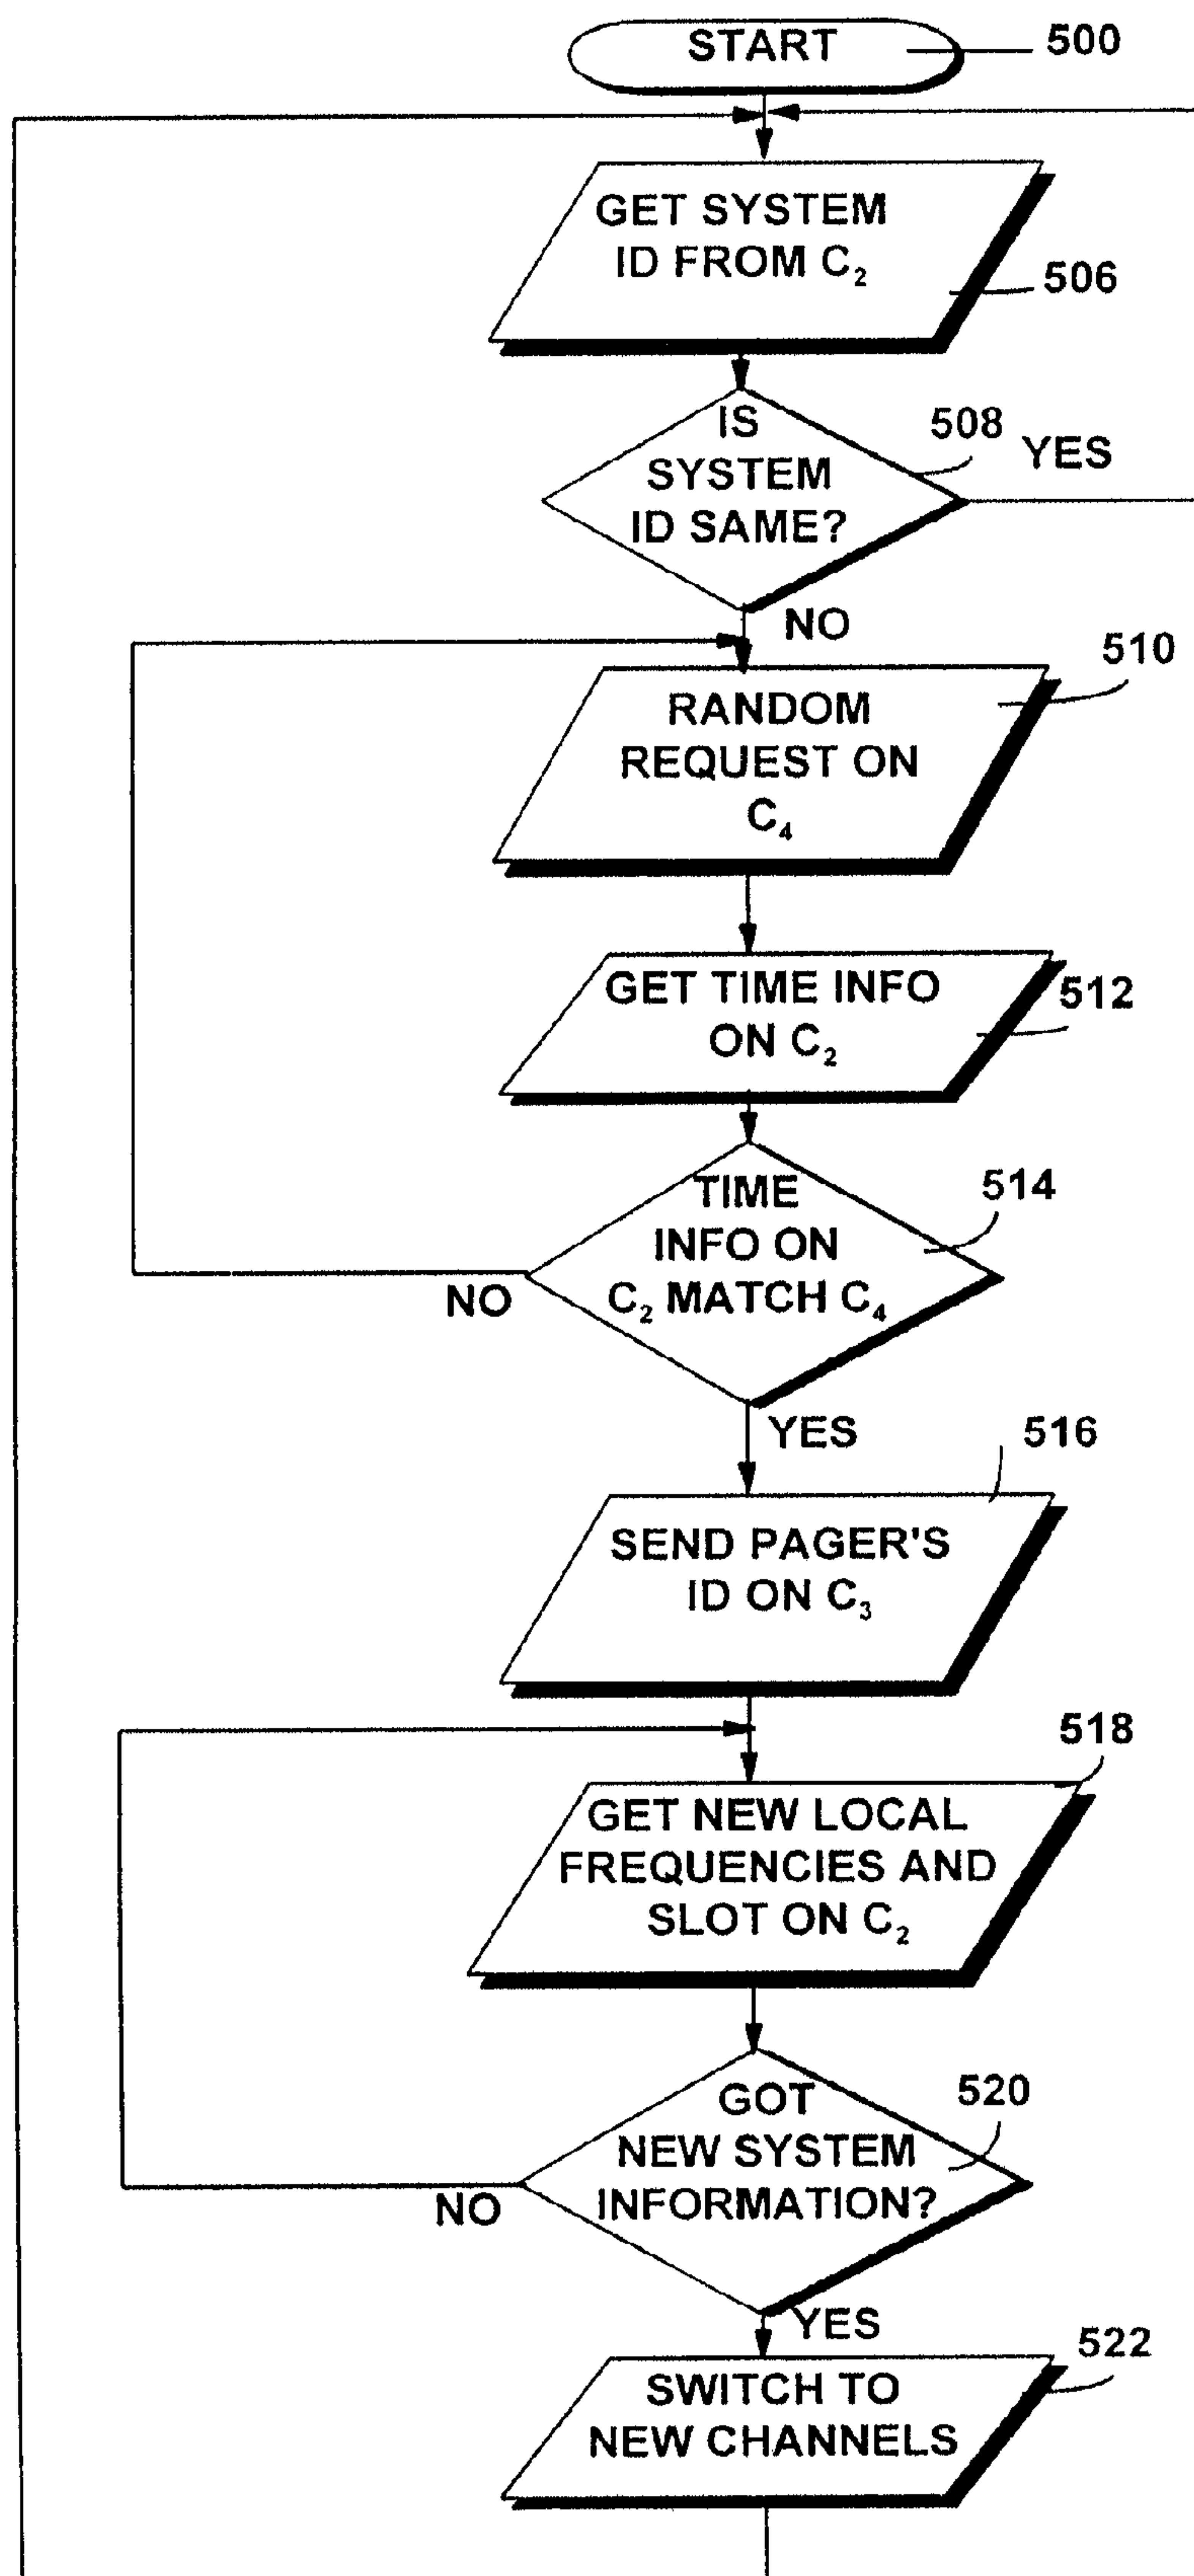 START
500
GET SYSTEM
ID FROM C₂
506
IS
SYSTEM
ID SAME?
508
YES
NO
510
RANDOM
REQUEST ON
C₄
GET TIME INFO
ON C₂
512
TIME
INFO ON
C₂ MATCH C₄
514
NO
YES
516
SEND PAGER'S
ID ON C₃
518
GET NEW LOCAL
FREQUENCIES AND
SLOT ON C₂
GOT
NEW SYSTEM
INFORMATION?
520
NO
YES
522
SWITCH TO
NEW CHANNELS